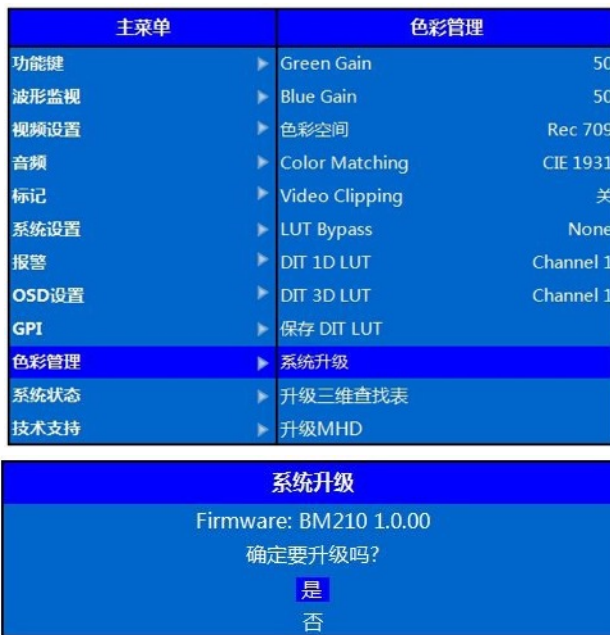 主菜单 色彩管理
功能键 Green Gain 50
波形监视 Blue Gain 50
视频设置 色彩空间 Rec 709
音频 Color Matching CIE 1931
标记 Video Clipping 关
系统设置 LUT Bypass None
报警 DIT 1D LUT Channel 1
OSD设置 DIT 3D LUT Channel 1
GPI 保存 DIT LUT
色彩管理 系统升级
系统状态 升级三维查找表
技术支持 升级MHD
系统升级
Firmware: BM210 1.0.00
确定要升级吗?
是
否